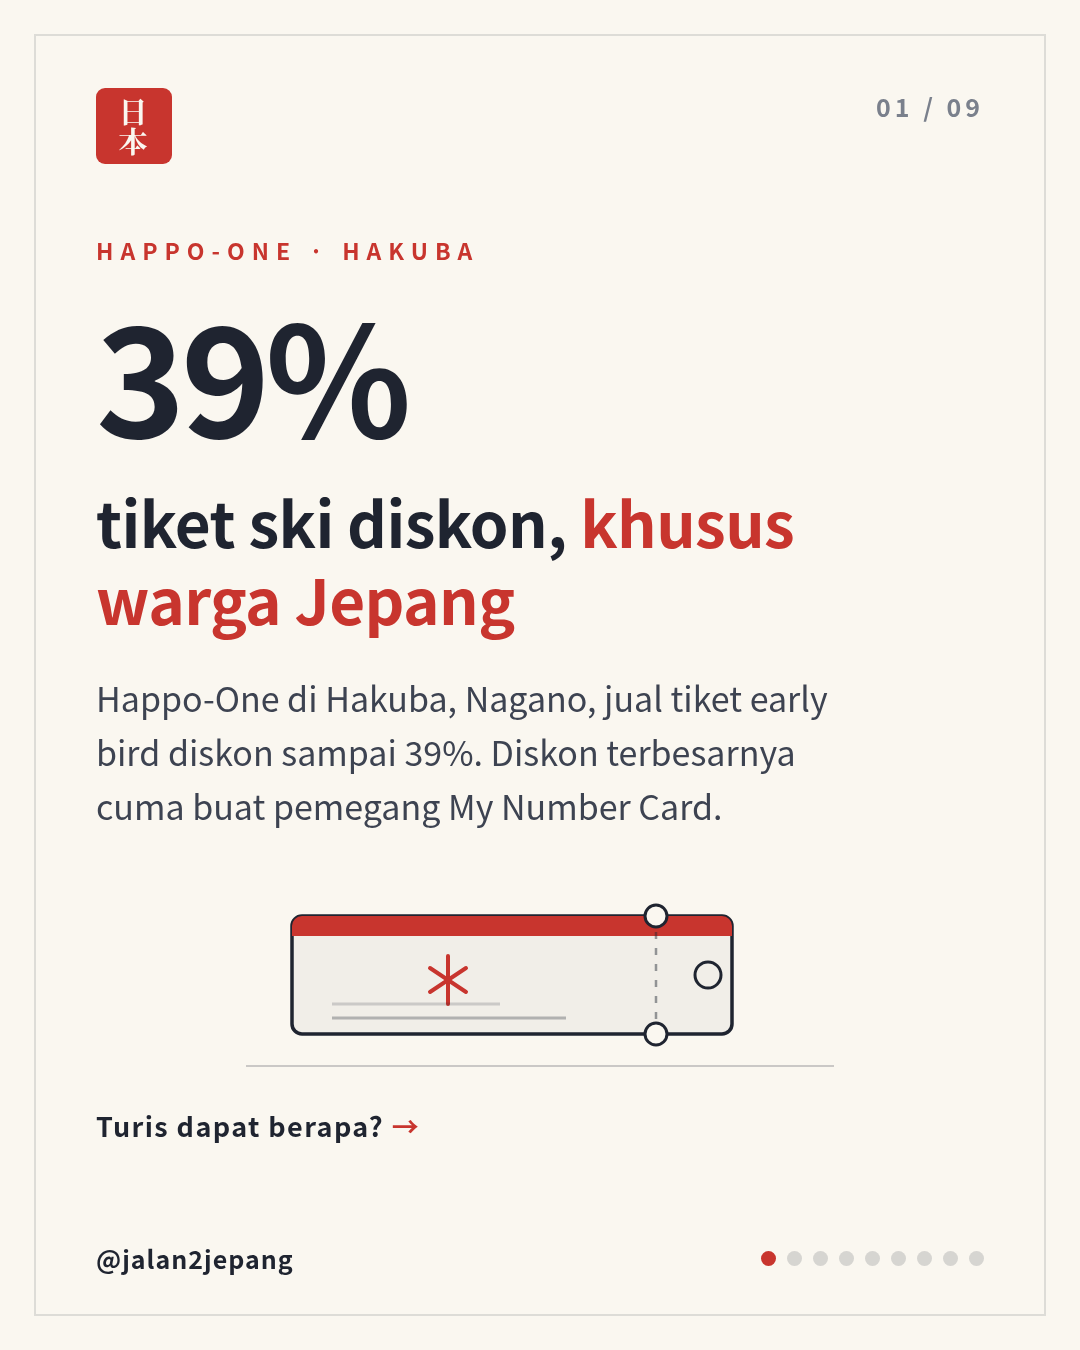 日
本
01 / 09
HAPPO-ONE · HAKUBA
39%
tiket ski diskon, khusus
warga Jepang
Happo-One di Hakuba, Nagano, jual tiket early
bird diskon sampai 39%. Diskon terbesarnya
cuma buat pemegang My Number Card.
Turis dapat berapa? →
@jalan2jepang